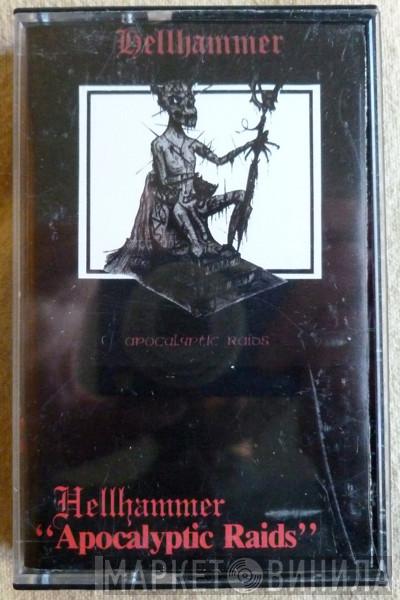 Hellhammer
apocalyptic raids
Hellhammer
"Apocalyptic Raids"
МАРКЕТ ВИНИЛА